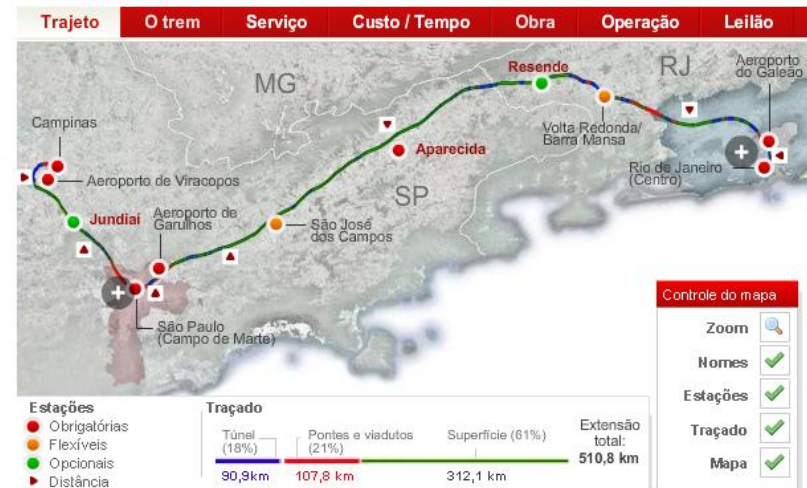 Trajeto O trem Serviço Custo / Tempo Obra Operação Leilão
MG
RJ
SP
Campinas
Aeroporto de Viracopos
Jundiaí
Aeroporto de
Garulhos
São Paulo
(Campo de Marte)
São José
dos Campos
Aparecida
Resende
Volta Redonda/
Barra Mansa
Aeroporto
do Galeão
Rio de Janeiro
(Centro)
Controle do mapa
Zoom
Nomes
Estações
Traçado
Mapa
Estações
Obrigatórias
Flexíveis
Opcionais
Distância
Traçado
Túnel
(18%)
90,9km
Pontes e viadutos
(21%)
107,8 km
Superfície (61%)
312,1 km
Extensão
total:
510,8 km